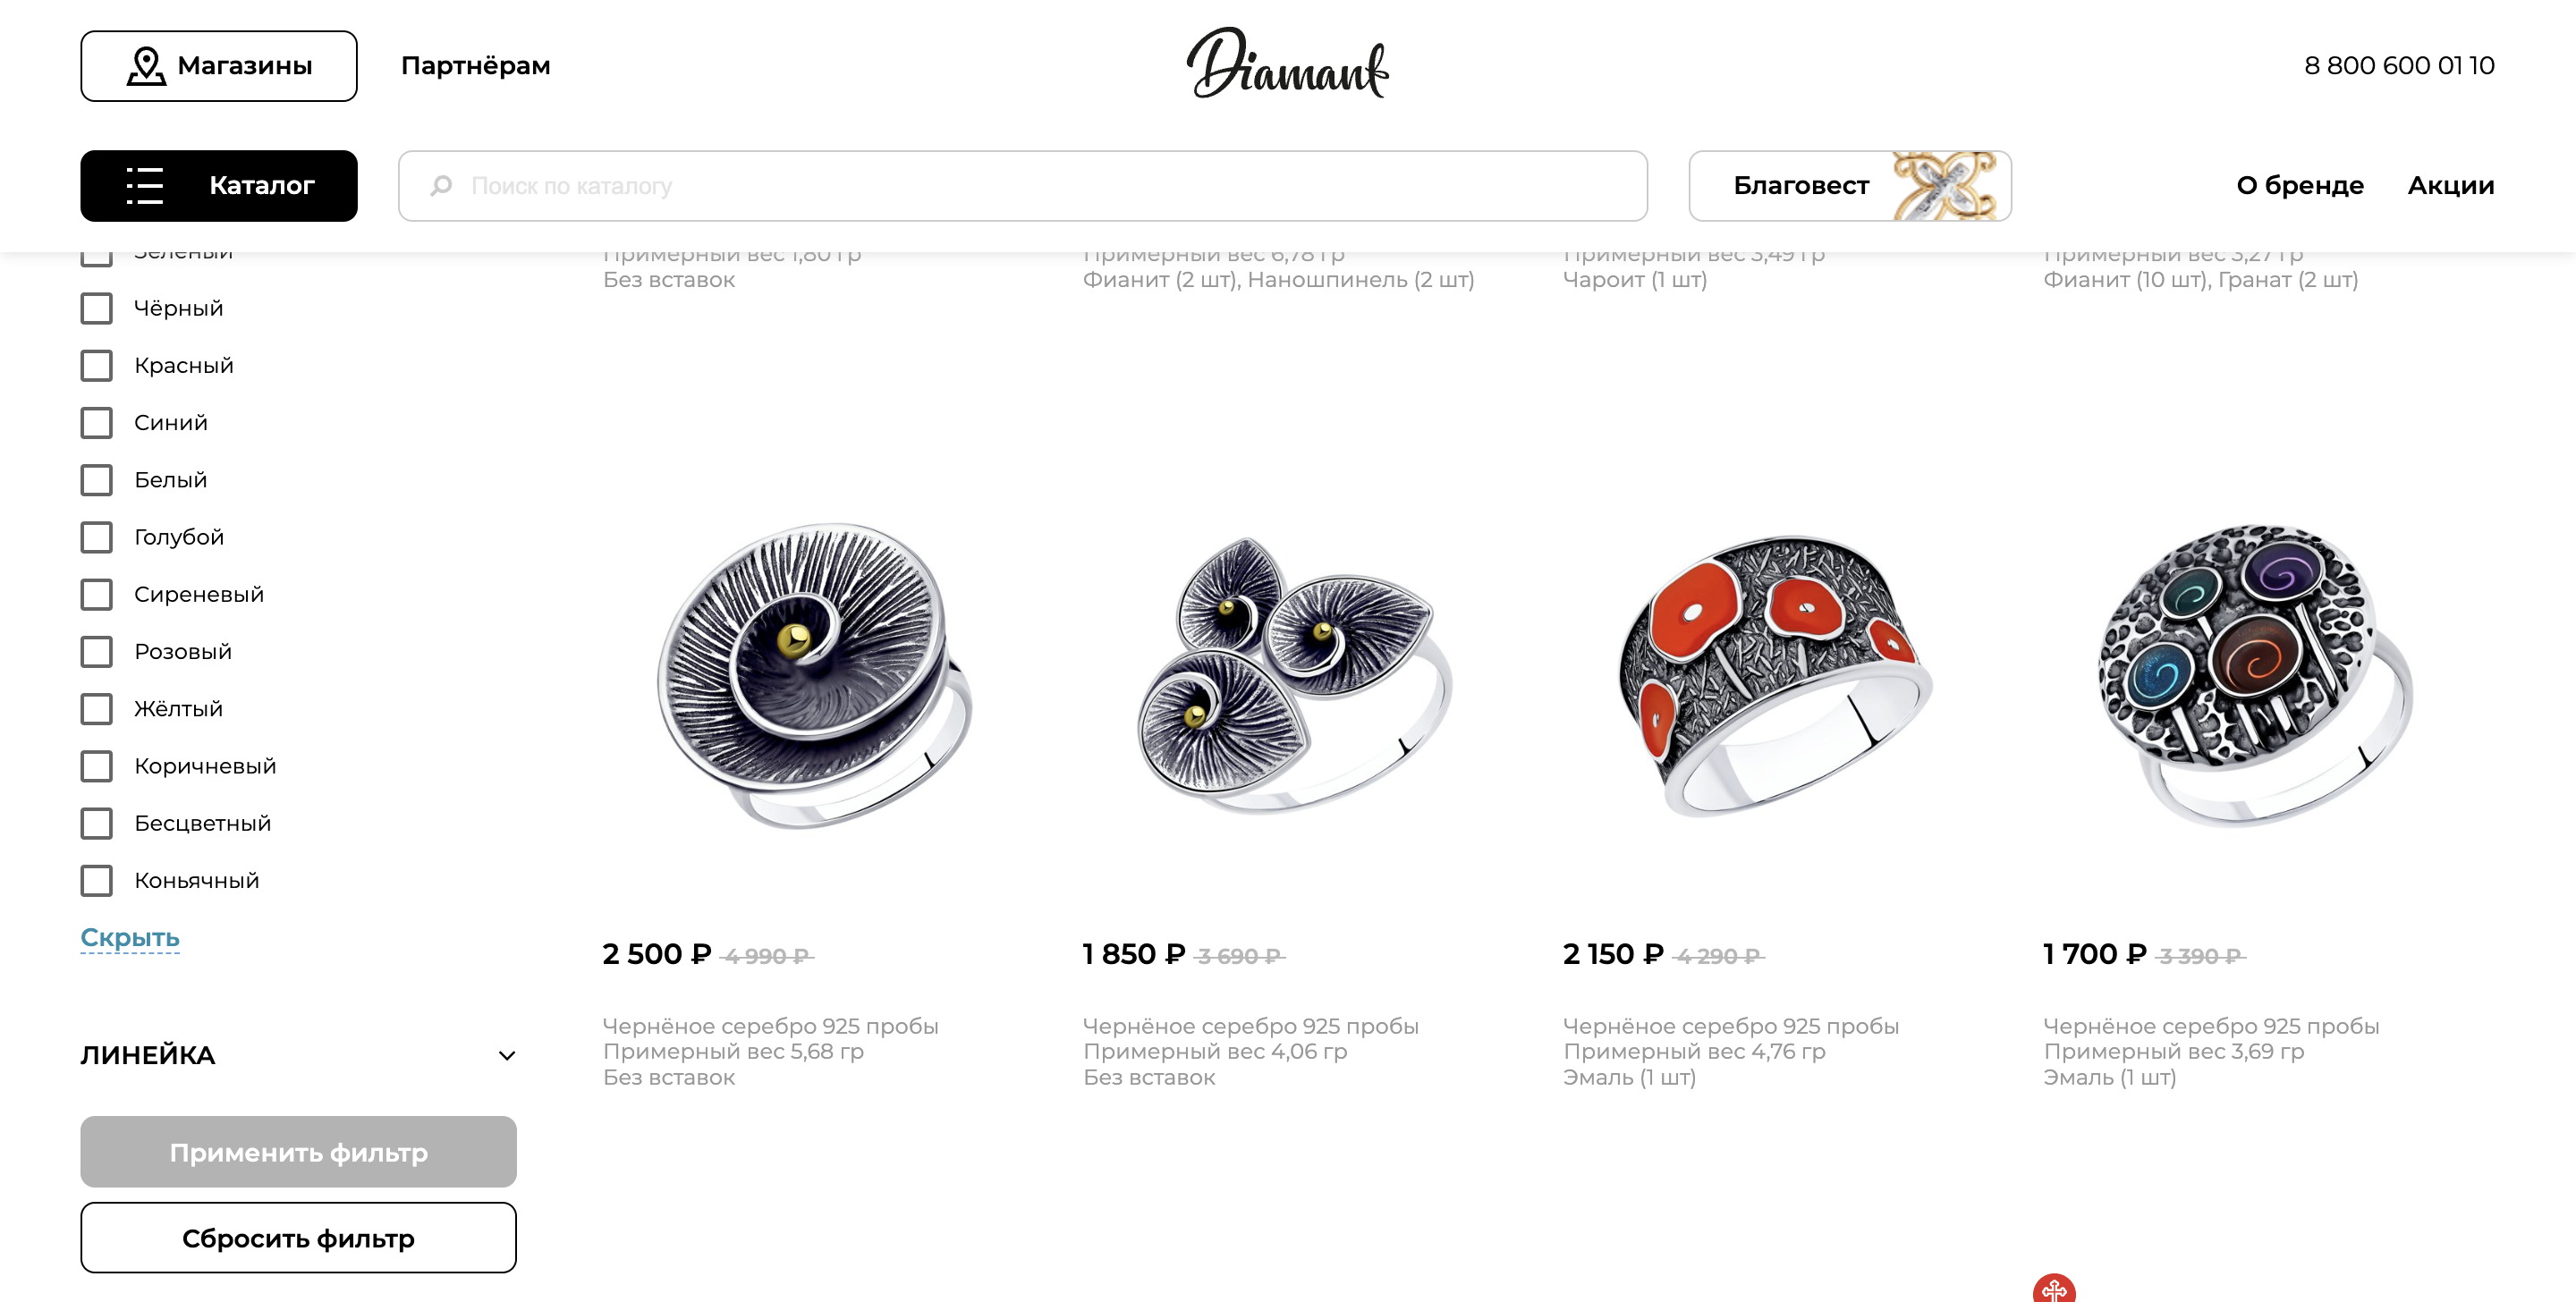 Магазины
Партнёрам
Diamant
8 800 600 01 10
Каталог
Поиск по каталогу
Благовест
О бренде
Акции
Зелёный
Чёрный
Красный
Синий
Белый
Голубой
Сиреневый
Розовый
Жёлтый
Коричневый
Бесцветный
Коньячный
Скрыть
ЛИНЕЙКА
Применить фильтр
Сбросить фильтр
Примерный вес 1,80 гр
Без вставок
Примерный вес 6,78 гр
Фианит (2 шт), Наношпинель (2 шт)
Примерный вес 3,49 гр
Чароит (1 шт)
Примерный вес 3,27 гр
Фианит (10 шт), Гранат (2 шт)
2 500 ₽ 4 990 ₽
Чернёное серебро 925 пробы
Примерный вес 5,68 гр
Без вставок
1 850 ₽ 3 690 ₽
Чернёное серебро 925 пробы
Примерный вес 4,06 гр
Без вставок
2 150 ₽ 4 290 ₽
Чернёное серебро 925 пробы
Примерный вес 4,76 гр
Эмаль (1 шт)
1 700 ₽ 3 390 ₽
Чернёное серебро 925 пробы
Примерный вес 3,69 гр
Эмаль (1 шт)